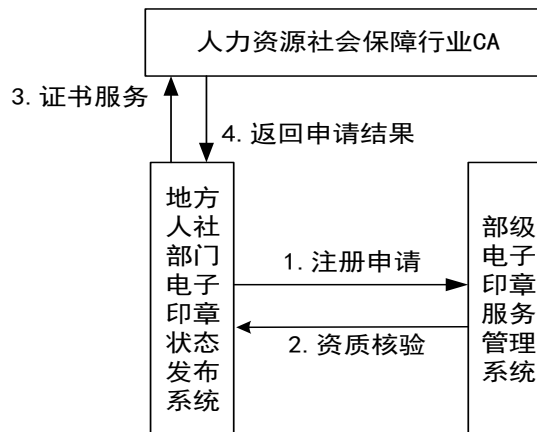 人力资源社会保障行业CA
3. 证书服务
4. 返回申请结果
地方
人社
部门
电子
印章
状态
发布
系统
1. 注册申请
2. 资质核验
部级
电子
印章
服务
管理
系统